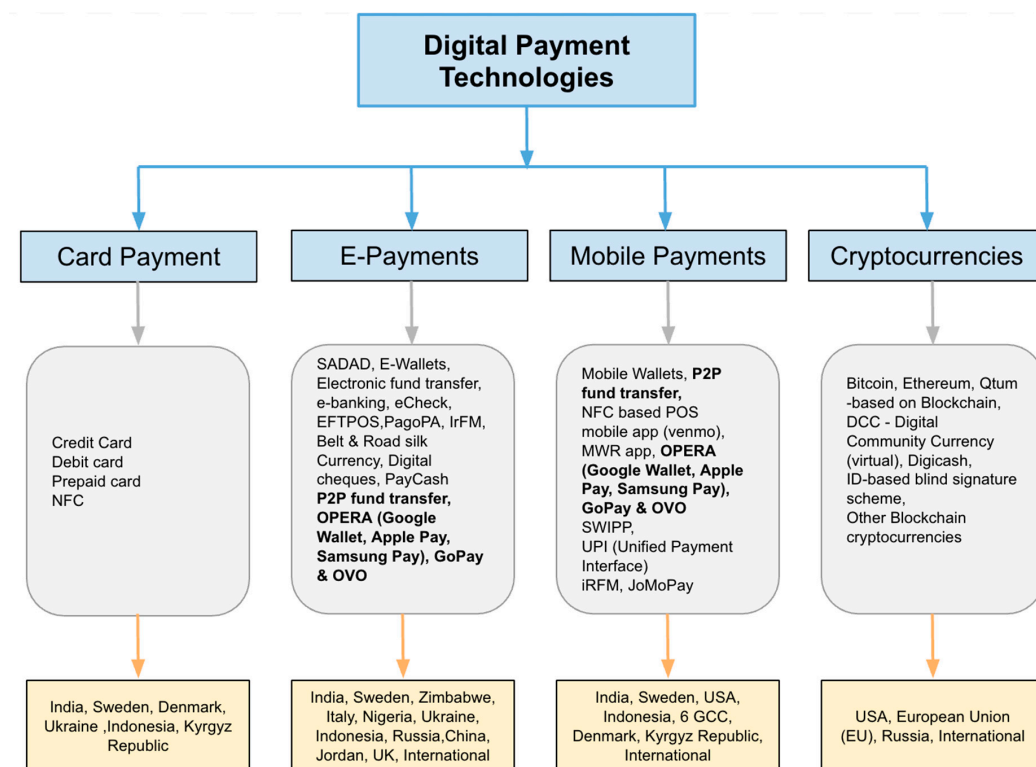 Digital Payment
Technologies
Card Payment
E-Payments
Mobile Payments
Cryptocurrencies
Credit Card
Debit card
Prepaid card
NFC
SADAD, E-Wallets,
Electronic fund transfer,
e-banking, eCheck,
EFTPOS,PagoPA, IrFM,
Belt & Road silk
Currency, Digital
cheques, PayCash
P2P fund transfer,
OPERA (Google
Wallet, Apple Pay,
Samsung Pay), GoPay
& OVO
Mobile Wallets, P2P
fund transfer,
NFC based POS
mobile app (venmo),
MWR app, OPERA
(Google Wallet, Apple
Pay, Samsung Pay),
GoPay & OVO
SWIPP,
UPI (Unified Payment
Interface)
iRFM, JoMoPay
Bitcoin, Ethereum, Qtum
-based on Blockchain,
DCC - Digital
Community Currency
(virtual), Digicash,
ID-based blind signature
scheme,
Other Blockchain
cryptocurrencies
India, Sweden, Denmark,
Ukraine ,Indonesia, Kyrgyz
Republic
India, Sweden, Zimbabwe,
Italy, Nigeria, Ukraine,
Indonesia, Russia,China,
Jordan, UK, International
India, Sweden, USA,
Indonesia, 6 GCC,
Denmark, Kyrgyz Republic,
International
USA, European Union
(EU), Russia, International